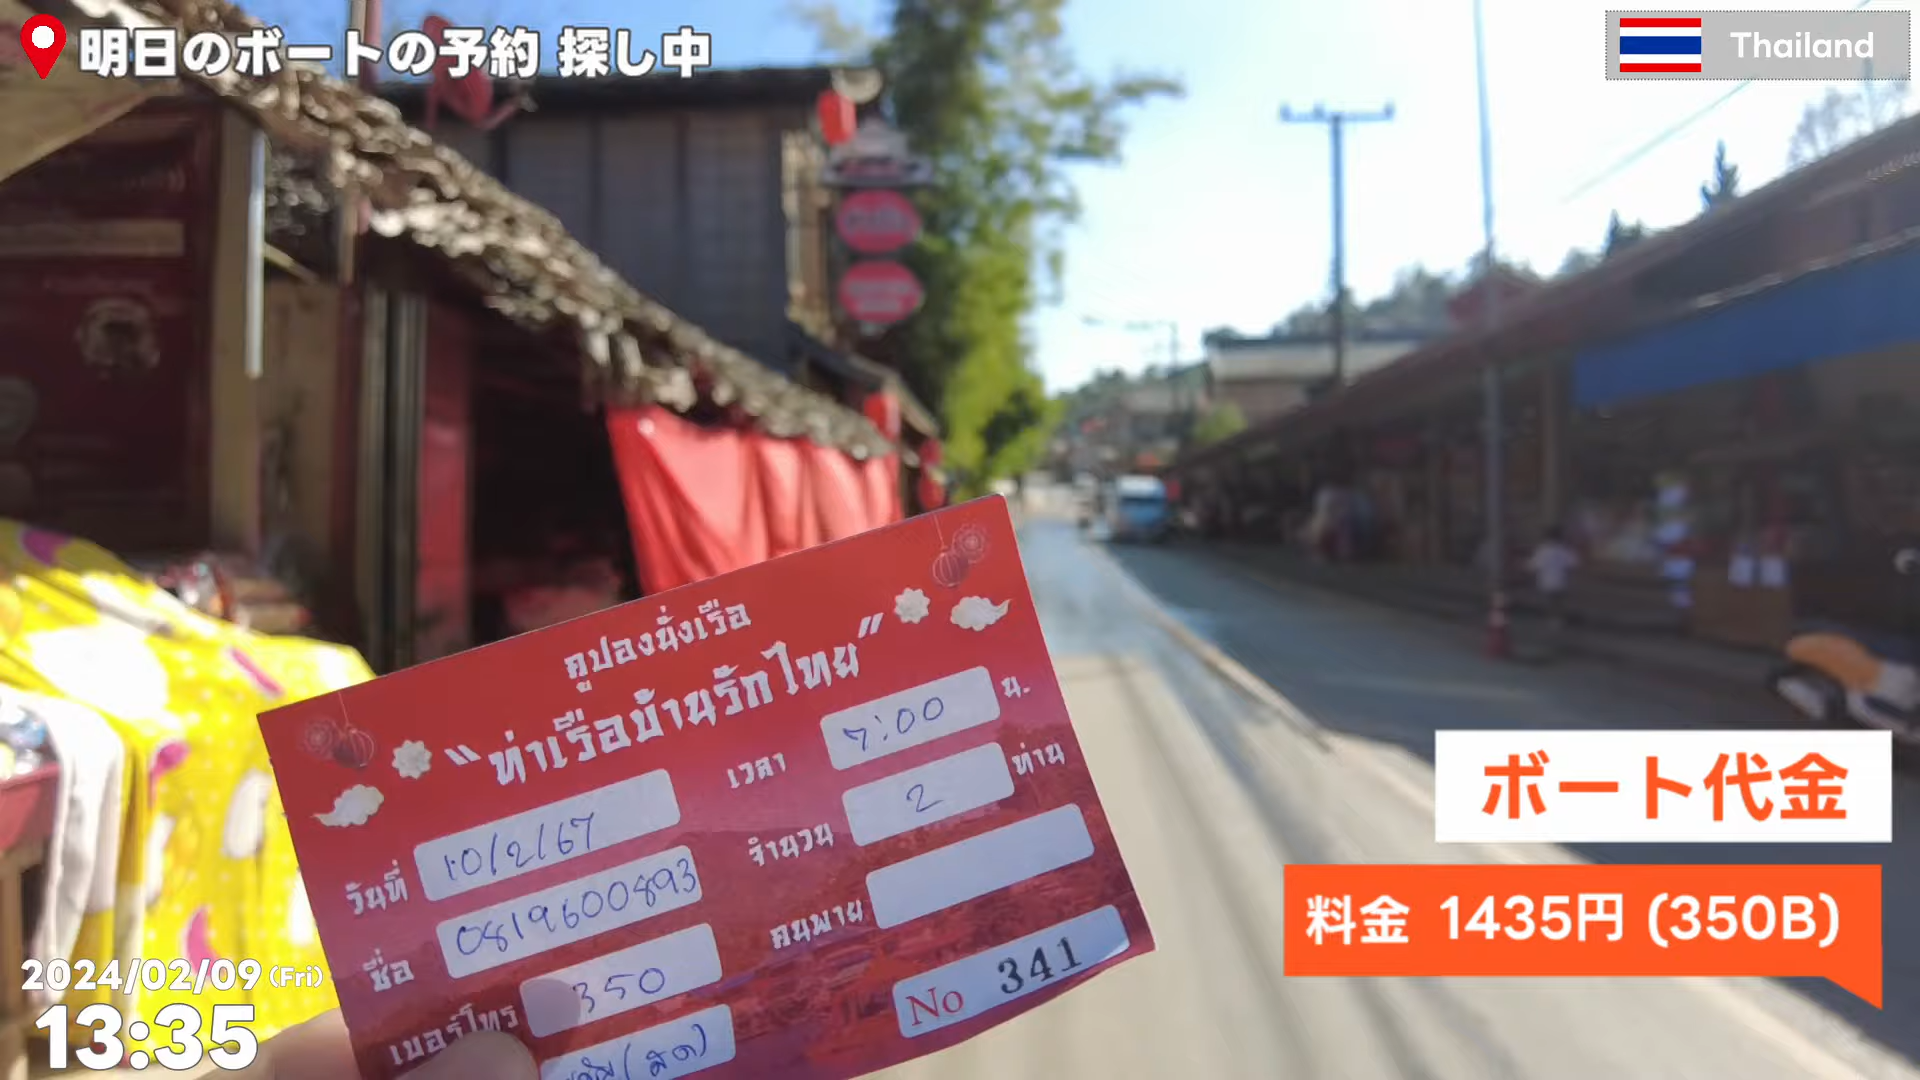 明日のボートの予約 探し中
Thailand
คูปองนั่งเรือ
"ท่าเรือบ้านรักไทย"
วันที่ 10/2/67
เวลา 7:00 น.
ชื่อ 0819600893
จำนวน 2 ท่าน
เบอร์โทร 350
คนพาย
(สด)
No 341
ボート代金
料金 1435円 (350B)
2024/02/09 (Fri)
13:35